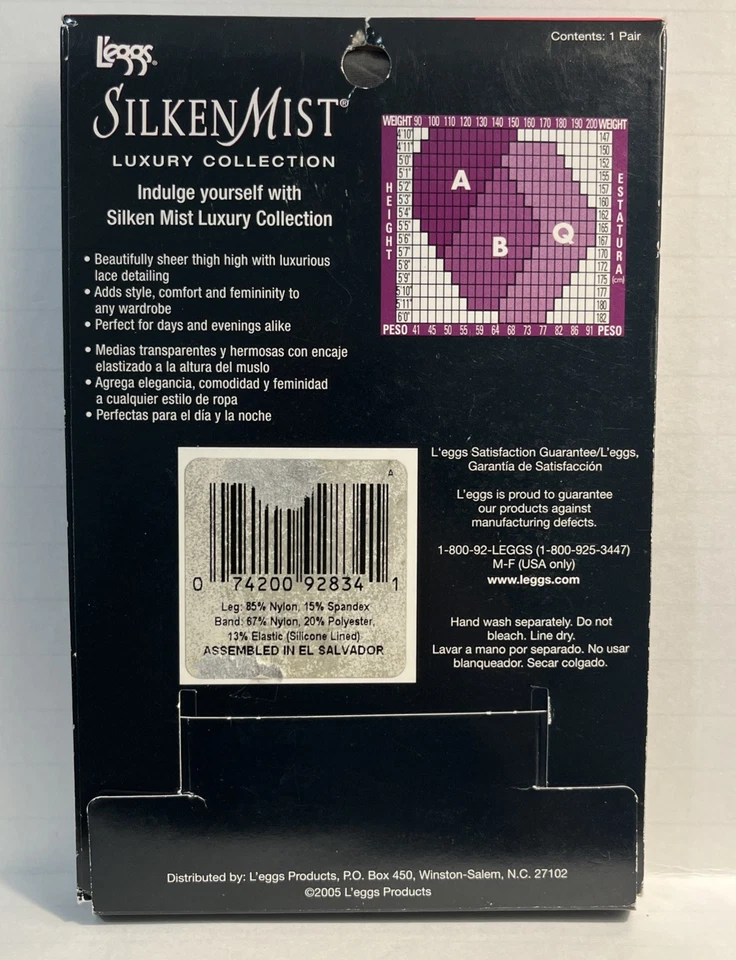 L'eggs®
Contents: 1 Pair
SILKEN MIST®
LUXURY COLLECTION
Indulge yourself with
Silken Mist Luxury Collection
• Beautifully sheer thigh high with luxurious
lace detailing
• Adds style, comfort and femininity to
any wardrobe
• Perfect for days and evenings alike
• Medias transparentes y hermosas con encaje
elastizado a la altura del muslo
• Agrega elegancia, comodidad y feminidad
a cualquier estilo de ropa
• Perfectas para el día y la noche
WEIGHT 90 100 110 120 130 140 150 160 170 180 190 200 WEIGHT
HEIGHT
4'10"
4'11"
5'0"
5'1"
5'2"
5'3"
5'4"
5'5"
5'6"
5'7"
5'8"
5'9"
5'10"
5'11"
6'0"
A
B
Q
147
150
152
155
157
160
162
165
167
170
172
175
177
180
182
ESTATURA
(cm)
PESO 41 45 50 55 59 64 68 73 77 82 86 91 PESO
A
0 74200 92834 1
Leg: 85% Nylon, 15% Spandex
Band: 67% Nylon, 20% Polyester,
13% Elastic (Silicone Lined)
ASSEMBLED IN EL SALVADOR
L'eggs Satisfaction Guarantee/L'eggs,
Garantía de Satisfacción
L'eggs is proud to guarantee
our products against
manufacturing defects.
1-800-92-LEGGS (1-800-925-3447)
M-F (USA only)
www.leggs.com
Hand wash separately. Do not
bleach. Line dry.
Lavar a mano por separado. No usar
blanqueador. Secar colgado.
Distributed by: L'eggs Products, P.O. Box 450, Winston-Salem, N.C. 27102
©2005 L'eggs Products